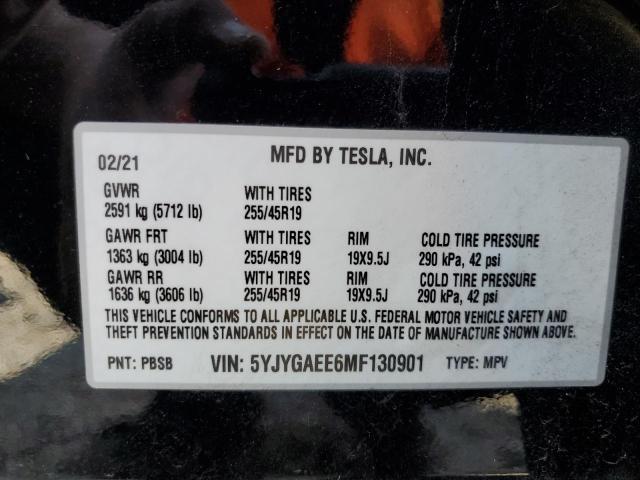 02/21 MFD BY TESLA, INC.
GVWR WITH TIRES
2591 kg (5712 lb) 255/45R19
GAWR FRT WITH TIRES RIM COLD TIRE PRESSURE
1363 kg (3004 lb) 255/45R19 19X9.5J 290 kPa, 42 psi
GAWR RR WITH TIRES RIM COLD TIRE PRESSURE
1636 kg (3606 lb) 255/45R19 19X9.5J 290 kPa, 42 psi
THIS VEHICLE CONFORMS TO ALL APPLICABLE U.S. FEDERAL MOTOR VEHICLE SAFETY AND
THEFT PREVENTION STANDARDS IN EFFECT ON THE DATE OF MANUFACTURE SHOWN ABOVE.
PNT: PBSB VIN: 5YJYGAEE6MF130901 TYPE: MPV